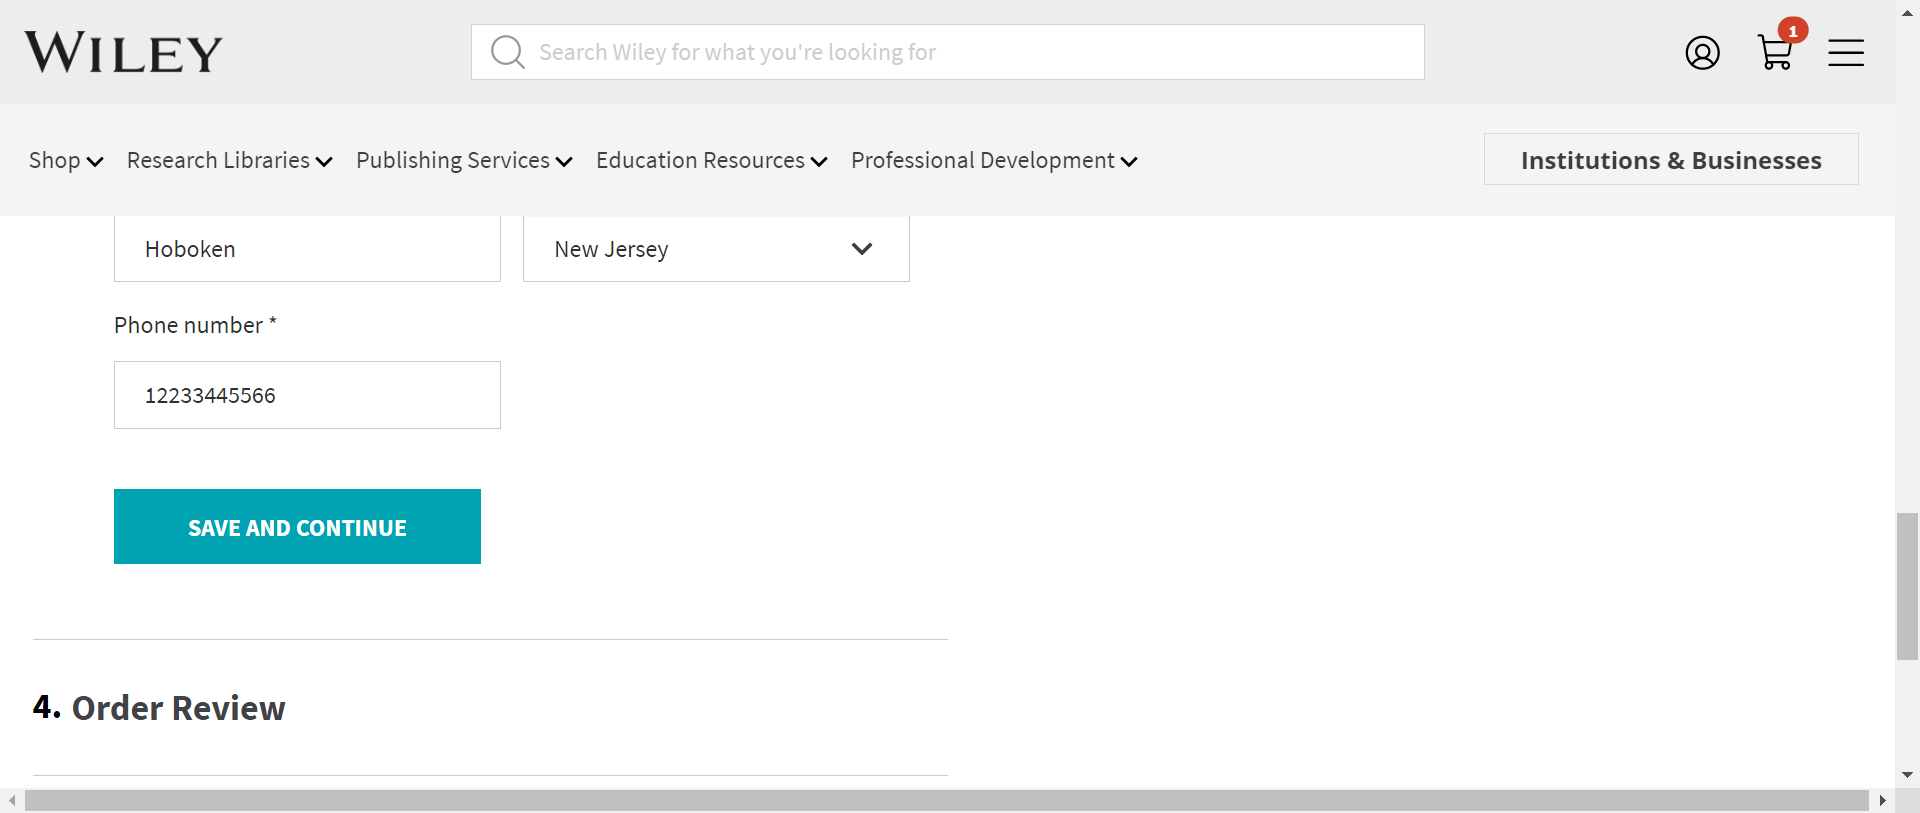 WILEY
Search Wiley for what you're looking for
1
Shop Research Libraries Publishing Services Education Resources Professional Development
Institutions & Businesses
Hoboken
New Jersey
Phone number *
12233445566
SAVE AND CONTINUE
4. Order Review